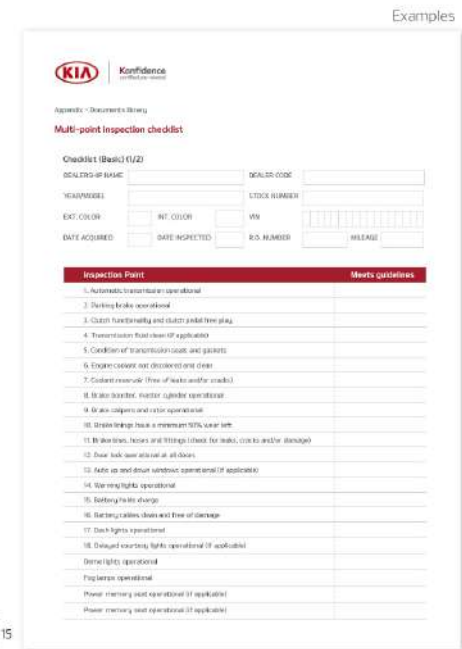 Examples
KIA Konfidence
certified pre-owned
Appendix - Documents library
Multi-point inspection checklist
Checklist (Basic) (1/2)
DEALERSHIP NAME DEALER CODE
YEAR/MODEL STOCK NUMBER
EXT. COLOR INT. COLOR VIN
DATE ACQUIRED DATE INSPECTED R.O. NUMBER MILEAGE
Inspection Point Meets guidelines
1. Automatic transmission operational
2. Parking brake operational
3. Clutch functionality and clutch pedal free play
4. Transmission fluid clean (if applicable)
5. Condition of transmission seals and gaskets
6. Engine coolant not discolored and clear
7. Coolant reservoir (free of leaks and/or cracks)
8. Brake booster, master cylinder operational
9. Brake calipers and rotor operational
10. Brake linings have a minimum 50% wear left
11. Brake lines, hoses and fittings (check for leaks, cracks and/or damage)
12. Door lock operational at all doors
13. Auto up and down windows operational (if applicable)
14. Warning lights operational
15. Battery holds charge
16. Battery cables clean and free of damage
17. Dash lights operational
18. Delayed courtesy lights operational (if applicable)
Dome lights operational
Fog lamps operational
Power memory seat operational (if applicable)
Power memory seat operational (if applicable)
15